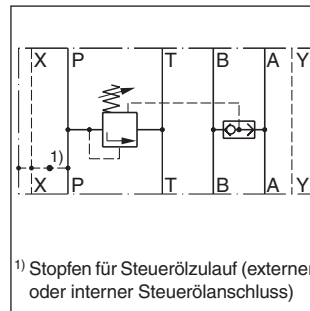 X P T B A Y
1)
X P T B A Y
1) Stopfen für Steuerölzulauf (externer
oder interner Steuerölanschluss)